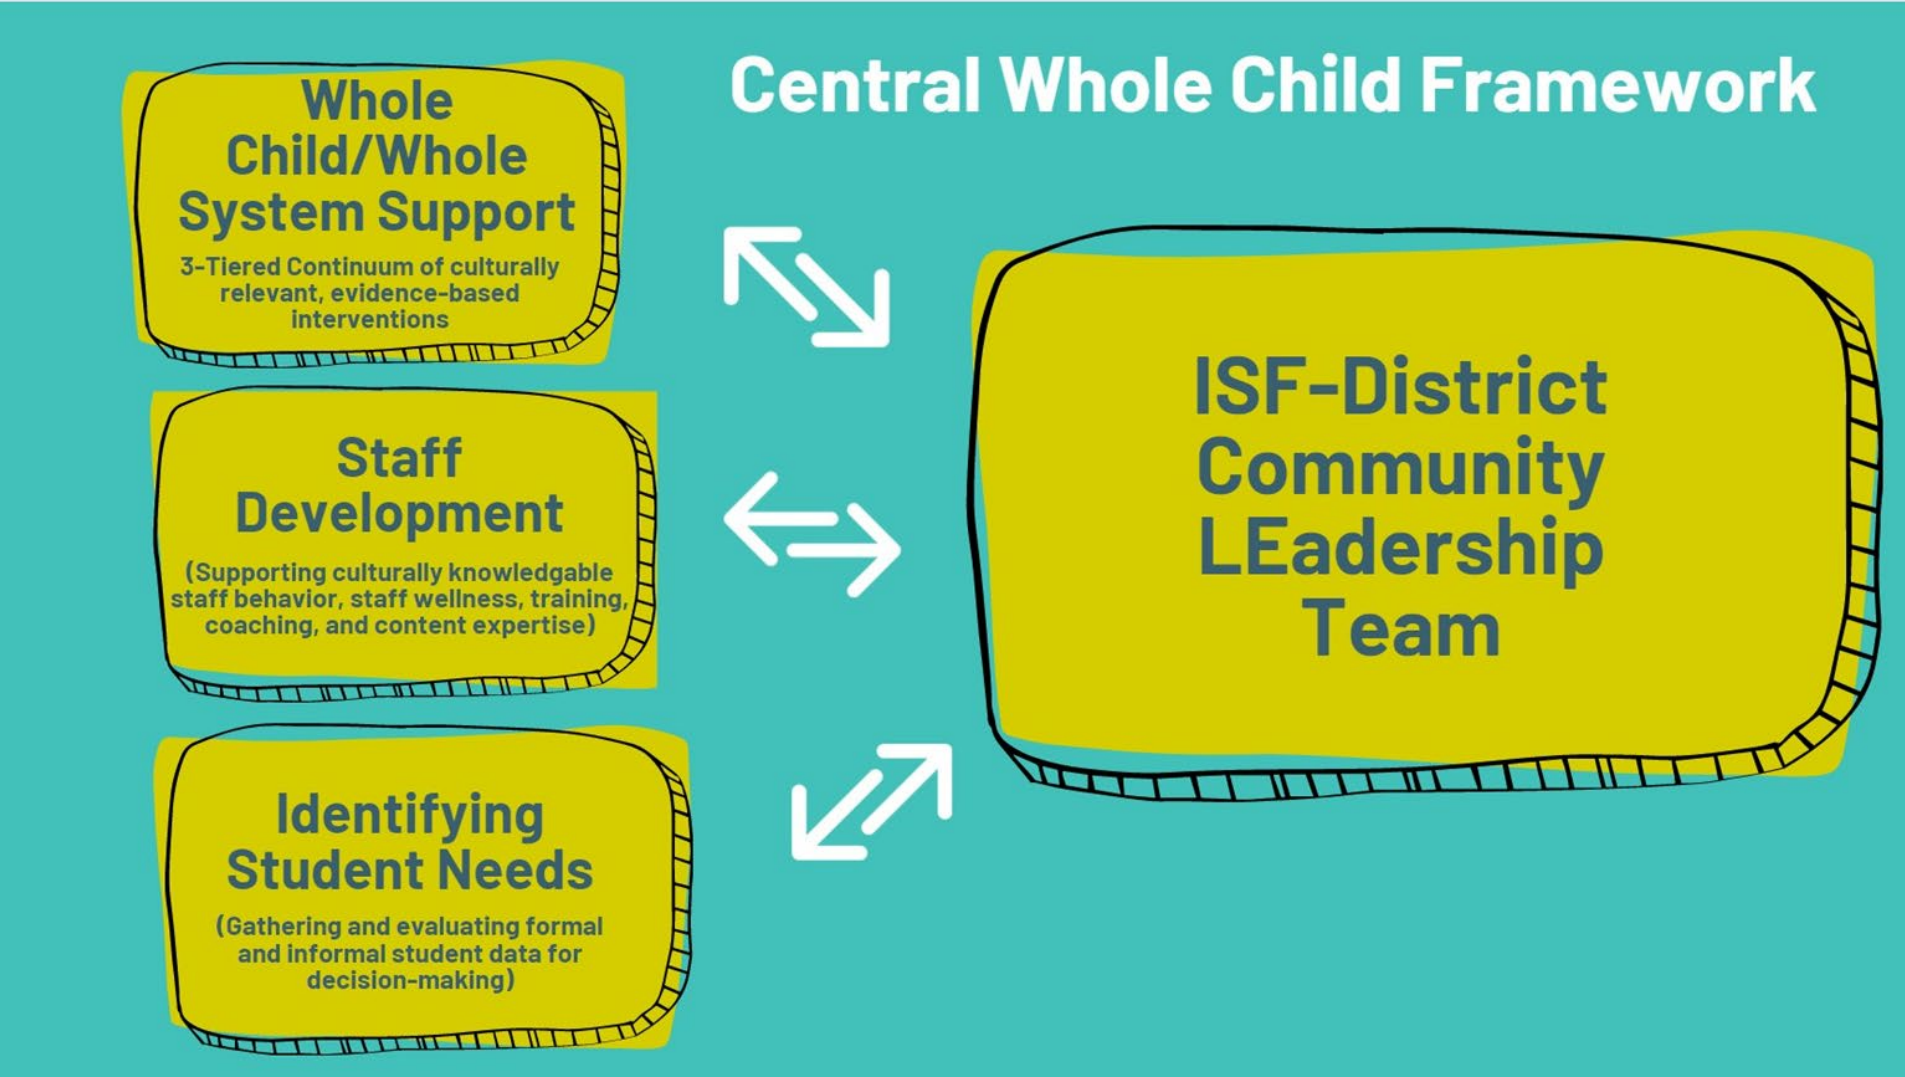 Central Whole Child Framework
Whole
Child/Whole
System Support
3-Tiered Continuum of culturally
relevant, evidence-based
interventions
Staff
Development
(Supporting culturally knowledgable
staff behavior, staff wellness, training,
coaching, and content expertise)
Identifying
Student Needs
(Gathering and evaluating formal
and informal student data for
decision-making)
ISF-District
Community
LEadership
Team